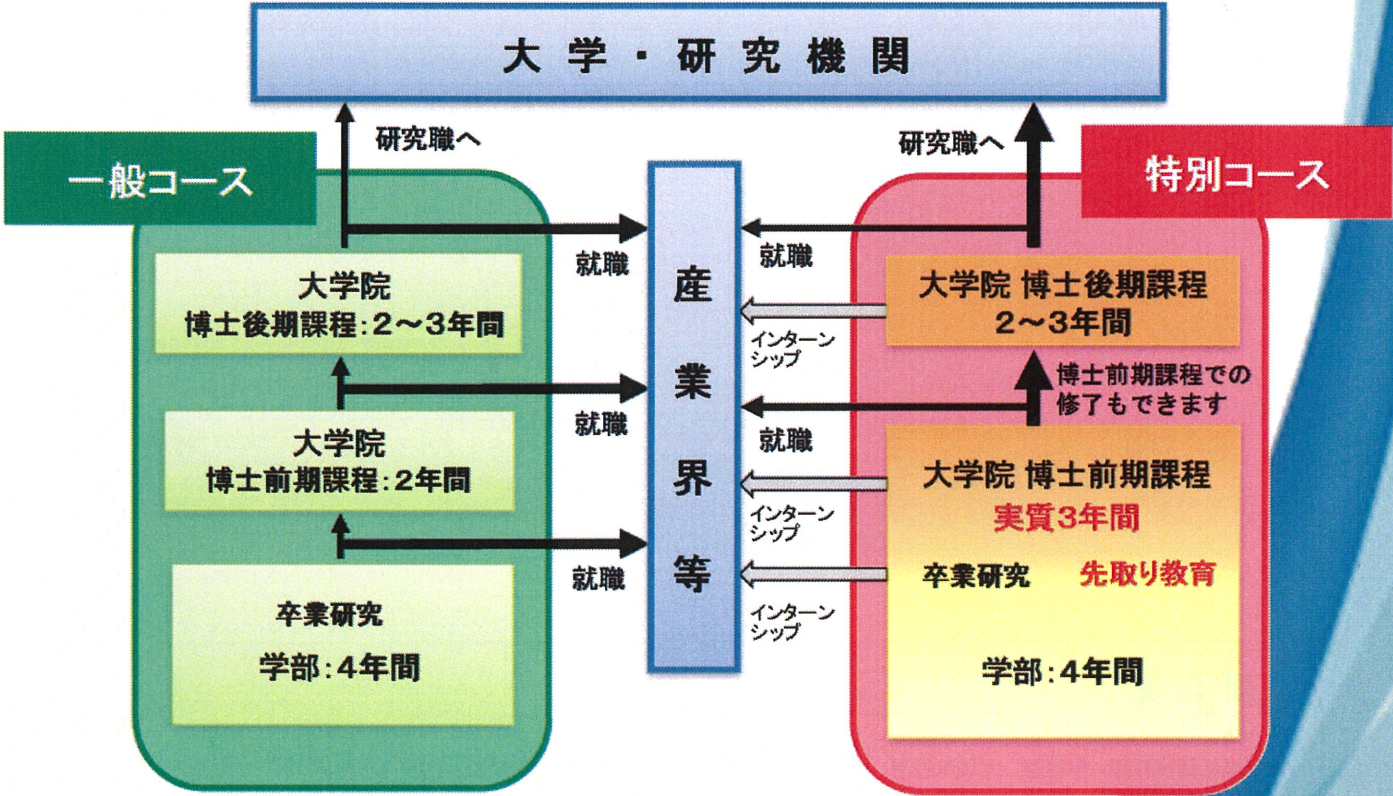 大学・研究機関
研究職へ
研究職へ
一般コース
特別コース
就職
就職
大学院
博士後期課程:2～3年間
大学院 博士後期課程
2～3年間
インターン
シップ
博士前期課程での
修了もできます
就職
就職
大学院
博士前期課程:2年間
大学院 博士前期課程
実質3年間
インターン
シップ
就職
卒業研究 先取り教育
インターン
シップ
卒業研究
学部:4年間
学部:4年間
産業界等